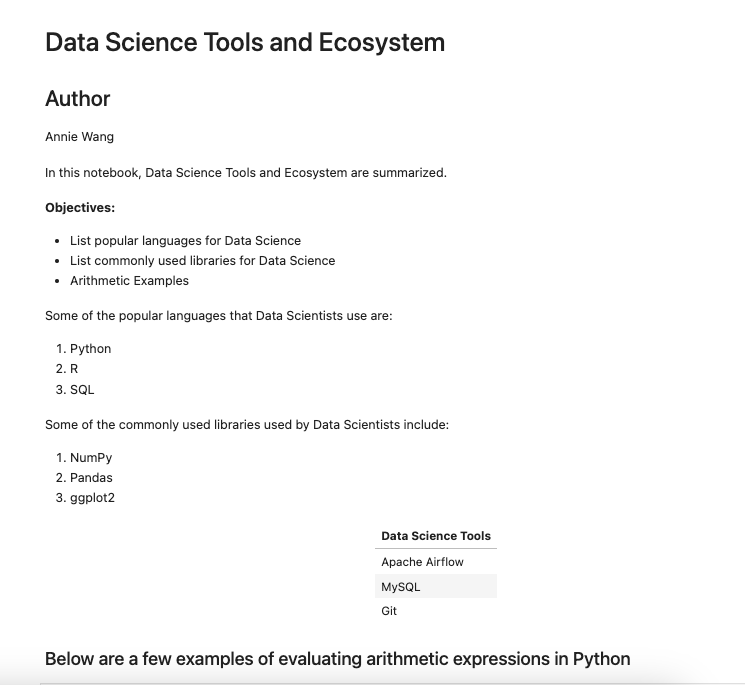 Data Science Tools and Ecosystem
Author
Annie Wang
In this notebook, Data Science Tools and Ecosystem are summarized.
Objectives:
• List popular languages for Data Science
• List commonly used libraries for Data Science
• Arithmetic Examples
Some of the popular languages that Data Scientists use are:
1. Python
2. R
3. SQL
Some of the commonly used libraries used by Data Scientists include:
1. NumPy
2. Pandas
3. ggplot2
Data Science Tools
Apache Airflow
MySQL
Git
Below are a few examples of evaluating arithmetic expressions in Python